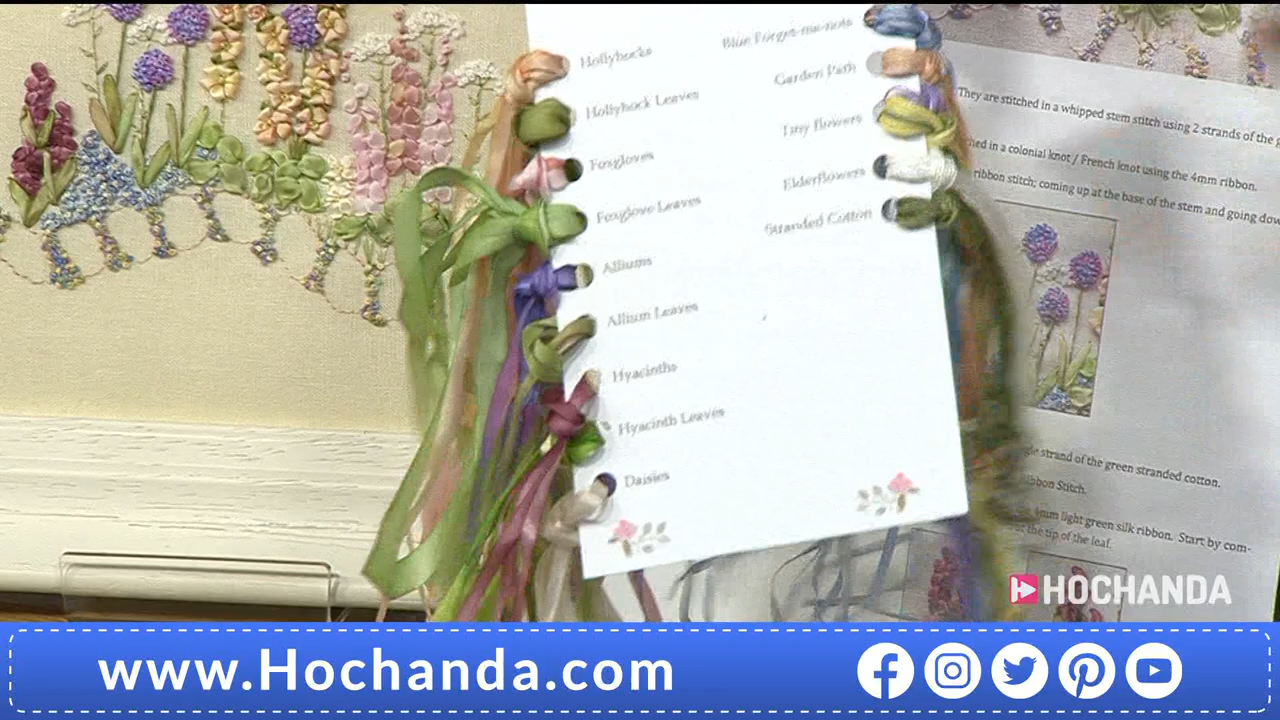 Hollyhocks
Hollyhock Leaves
Foxgloves
Foxglove Leaves
Alliums
Allium Leaves
Hyacinths
Hyacinth Leaves
Daisies
Blue Forget-me-nots
Garden Path
Tiny flowers
Elderflowers
Stranded Cotton
They are stitched in a whipped stem stitch using 2 strands of the
in a colonial knot / French knot using the 4mm ribbon.
ribbon stitch; coming up at the base of the stem and going
strand of the green stranded cotton.
Stitch.
4mm light green silk ribbon. Start by com-
the tip of the leaf.
HOCHANDA
www.Hochanda.com